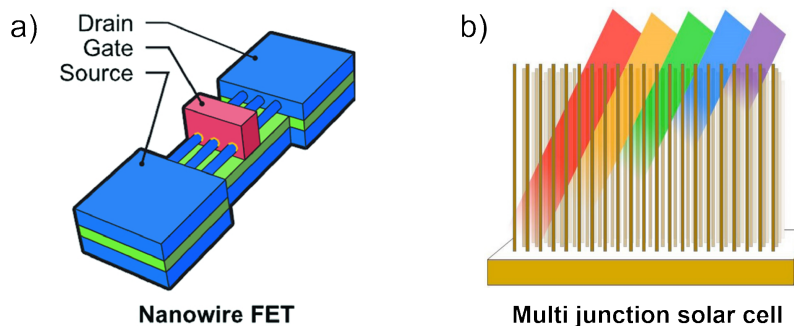 a)
Drain
Gate
Source
Nanowire FET
b)
Multi junction solar cell